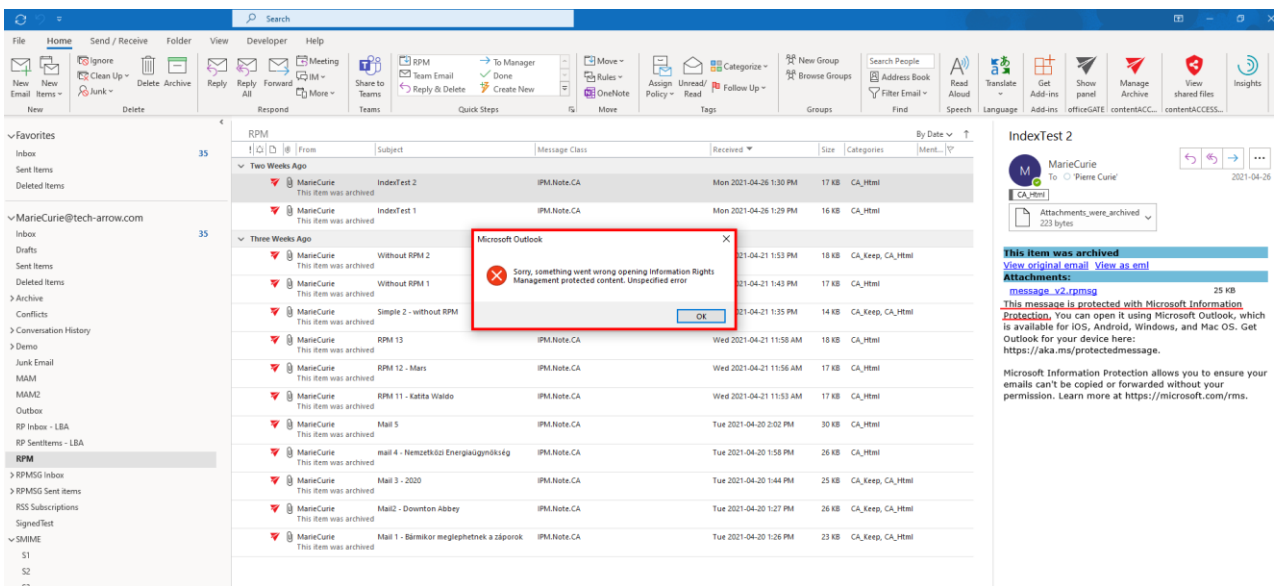 Search
File Home Send / Receive Folder View Developer Help
New Email
New Items
Ignore
Clean Up
Junk
Delete Archive
Reply
Reply All
Forward
Meeting
IM
More
Share to Teams
RPM
Team Email
Reply & Delete
To Manager
Done
Create New
Move
Rules
OneNote
Assign Policy
Unread/ Read
Categorize
Follow Up
New Group
Browse Groups
Search People
Address Book
Filter Email
Read Aloud
Translate
Get Add-ins
Show panel
Manage Archive
View shared files
Insights
New Delete Respond Teams Quick Steps Move Tags Groups Find Speech Language Add-ins officeGATE contentACC... contentACCESS...
Favorites
Inbox 35
Sent Items
Deleted Items
MarieCurie@tech-arrow.com
Inbox 35
Drafts
Sent Items
Deleted Items
Archive
Conflicts
Conversation History
Demo
Junk Email
MAM
MAM2
Outbox
RP Inbox - LBA
RP SentItems - LBA
RPM
RPMSG Inbox
RPMSG Sent items
RSS Subscriptions
SignedTest
SMIME
S1
S2
RPM By Date
From Subject Message Class Received Size Categories Ment...
Two Weeks Ago
MarieCurie IndexTest 2 IPM.Note.CA Mon 2021-04-26 1:30 PM 17 KB CA_Html
This item was archived
MarieCurie IndexTest 1 IPM.Note.CA Mon 2021-04-26 1:29 PM 16 KB CA_Html
This item was archived
Three Weeks Ago
MarieCurie Without RPM 2 021-04-21 1:53 PM 18 KB CA_Html
This item was archived
MarieCurie Without RPM 1 021-04-21 1:43 PM 17 KB CA_Html
This item was archived
MarieCurie Simple 2 - without RPM 021-04-21 1:35 PM 14 KB CA_Keep, CA_Html
This item was archived
MarieCurie RPM 13 IPM.Note.CA Wed 2021-04-21 11:58 AM 18 KB CA_Html
This item was archived
MarieCurie RPM 12 - Mars IPM.Note.CA Wed 2021-04-21 11:56 AM 17 KB CA_Html
This item was archived
MarieCurie RPM 11 - Katita Waldo IPM.Note.CA Wed 2021-04-21 11:53 AM 17 KB CA_Html
This item was archived
MarieCurie Mail 5 IPM.Note.CA Tue 2021-04-20 2:02 PM 30 KB CA_Html
This item was archived
MarieCurie mail 4 - Nemzetközi Energiaügynökség IPM.Note.CA Tue 2021-04-20 1:58 PM 26 KB CA_Html
This item was archived
MarieCurie Mail 3 - 2020 IPM.Note.CA Tue 2021-04-20 1:44 PM 25 KB CA_Keep, CA_Html
This item was archived
MarieCurie Mail2 - Downton Abbey IPM.Note.CA Tue 2021-04-20 1:27 PM 26 KB CA_Keep, CA_Html
This item was archived
MarieCurie Mail 1 - Bármikor meglephetnek a záporok IPM.Note.CA Tue 2021-04-20 1:26 PM 23 KB CA_Keep, CA_Html
This item was archived
Microsoft Outlook
Sorry, something went wrong opening Information Rights
Management protected content. Unspecified error
OK
IndexTest 2
M
MarieCurie
To 'Pierre Curie' 2021-04-26
CA_Html
Attachments_were_archived
223 bytes
This item was archived
View original email View as eml
Attachments:
message_v2.rpmsg 25 KB
This message is protected with Microsoft Information
Protection. You can open it using Microsoft Outlook, which
is available for iOS, Android, Windows, and Mac OS. Get
Outlook for your device here:
https://aka.ms/protectedmessage.
Microsoft Information Protection allows you to ensure your
emails can't be copied or forwarded without your
permission. Learn more at https://microsoft.com/rms.